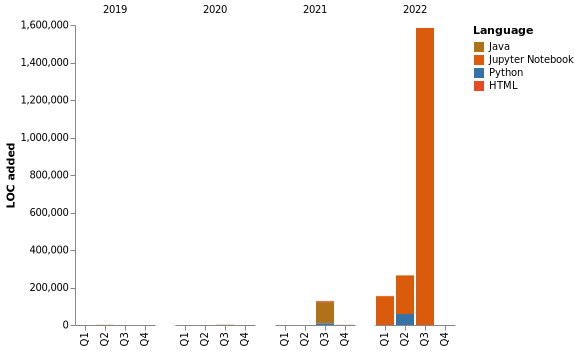 2019 2020 2021 2022
Language
Java
Jupyter Notebook
Python
HTML
LOC added
1,600,000
1,400,000
1,200,000
1,000,000
800,000
600,000
400,000
200,000
0
Q1 Q2 Q3 Q4 Q1 Q2 Q3 Q4 Q1 Q2 Q3 Q4 Q1 Q2 Q3 Q4